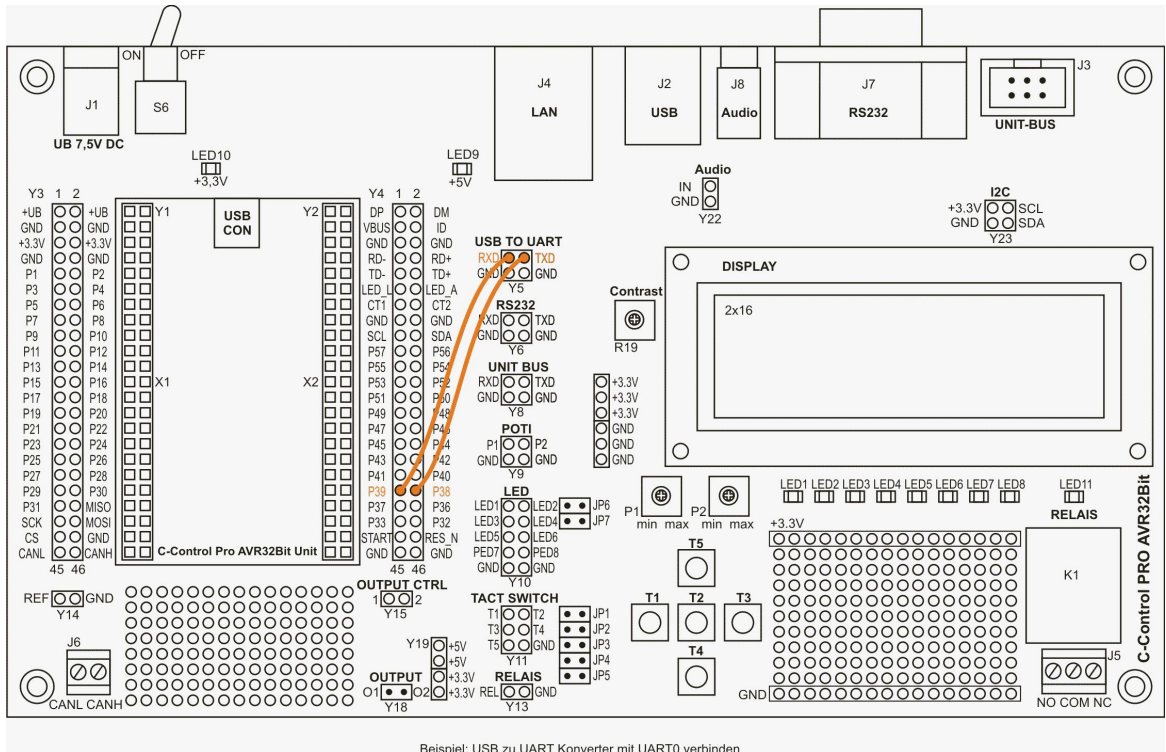 ON OFF
J1
S6
UB 7,5V DC
J4
LAN
J2
USB
J8
Audio
J7
RS232
J3
UNIT-BUS
LED10
+3,3V
LED9
+5V
Audio
IN
GND
Y22
I2C
+3.3V SCL
GND SDA
Y23
Y3 1 2
+UB +UB
GND GND
+3.3V +3.3V
GND GND
P1 P2
P3 P4
P5 P6
P7 P8
P9 P10
P11 P12
P13 P14
P15 P16
P17 P18
P19 P20
P21 P22
P23 P24
P25 P26
P27 P28
P29 P30
P31 MISO
SCK MOSI
CS GND
CANL CANH
45 46
Y1
USB
CON
Y2
X1 X2
C-Control Pro AVR32Bit Unit
Y4 1 2
DP DM
VBUS ID
GND GND
RD- RD+
TD- TD+
LED_L LED_A
CT1 CT2
GND GND
SCL SDA
P57 P56
P55 P54
P53 P52
P51 P50
P49 P48
P47 P46
P45 P44
P43 P42
P41 P40
P39 P38
P37 P36
P33 P32
START RES_N
GND GND
45 46
USB TO UART
RXD TXD
GND GND
Y5
RS232
RXD TXD
GND GND
Y6
UNIT BUS
RXD TXD
GND GND
Y8
POTI
P1 P2
GND GND
Y9
LED
LED1 LED2
LED3 LED4
LED5 LED6
PED7 PED8
GND GND
Y10
JP6
JP7
TACT SWITCH
T1 T2
T3 T4
T5 GND
Y11
JP1
JP2
JP3
JP4
JP5
RELAIS
REL GND
Y13
Contrast
R19
+3.3V
+3.3V
+3.3V
GND
GND
GND
DISPLAY
2x16
P1
min max
P2
min max
T5
T1 T2 T3
T4
LED1 LED2 LED3 LED4 LED5 LED6 LED7 LED8
LED11
RELAIS
+3.3V
GND
K1
J5
NO COM NC
C-Control PRO AVR32Bit
REF GND
Y14
J6
CANL CANH
OUTPUT CTRL
1 2
Y15
Y19
+5V
+5V
+3.3V
+3.3V
OUTPUT
O1 O2
Y18
Beispiel: USB zu UART Konverter mit UART0 verbinden